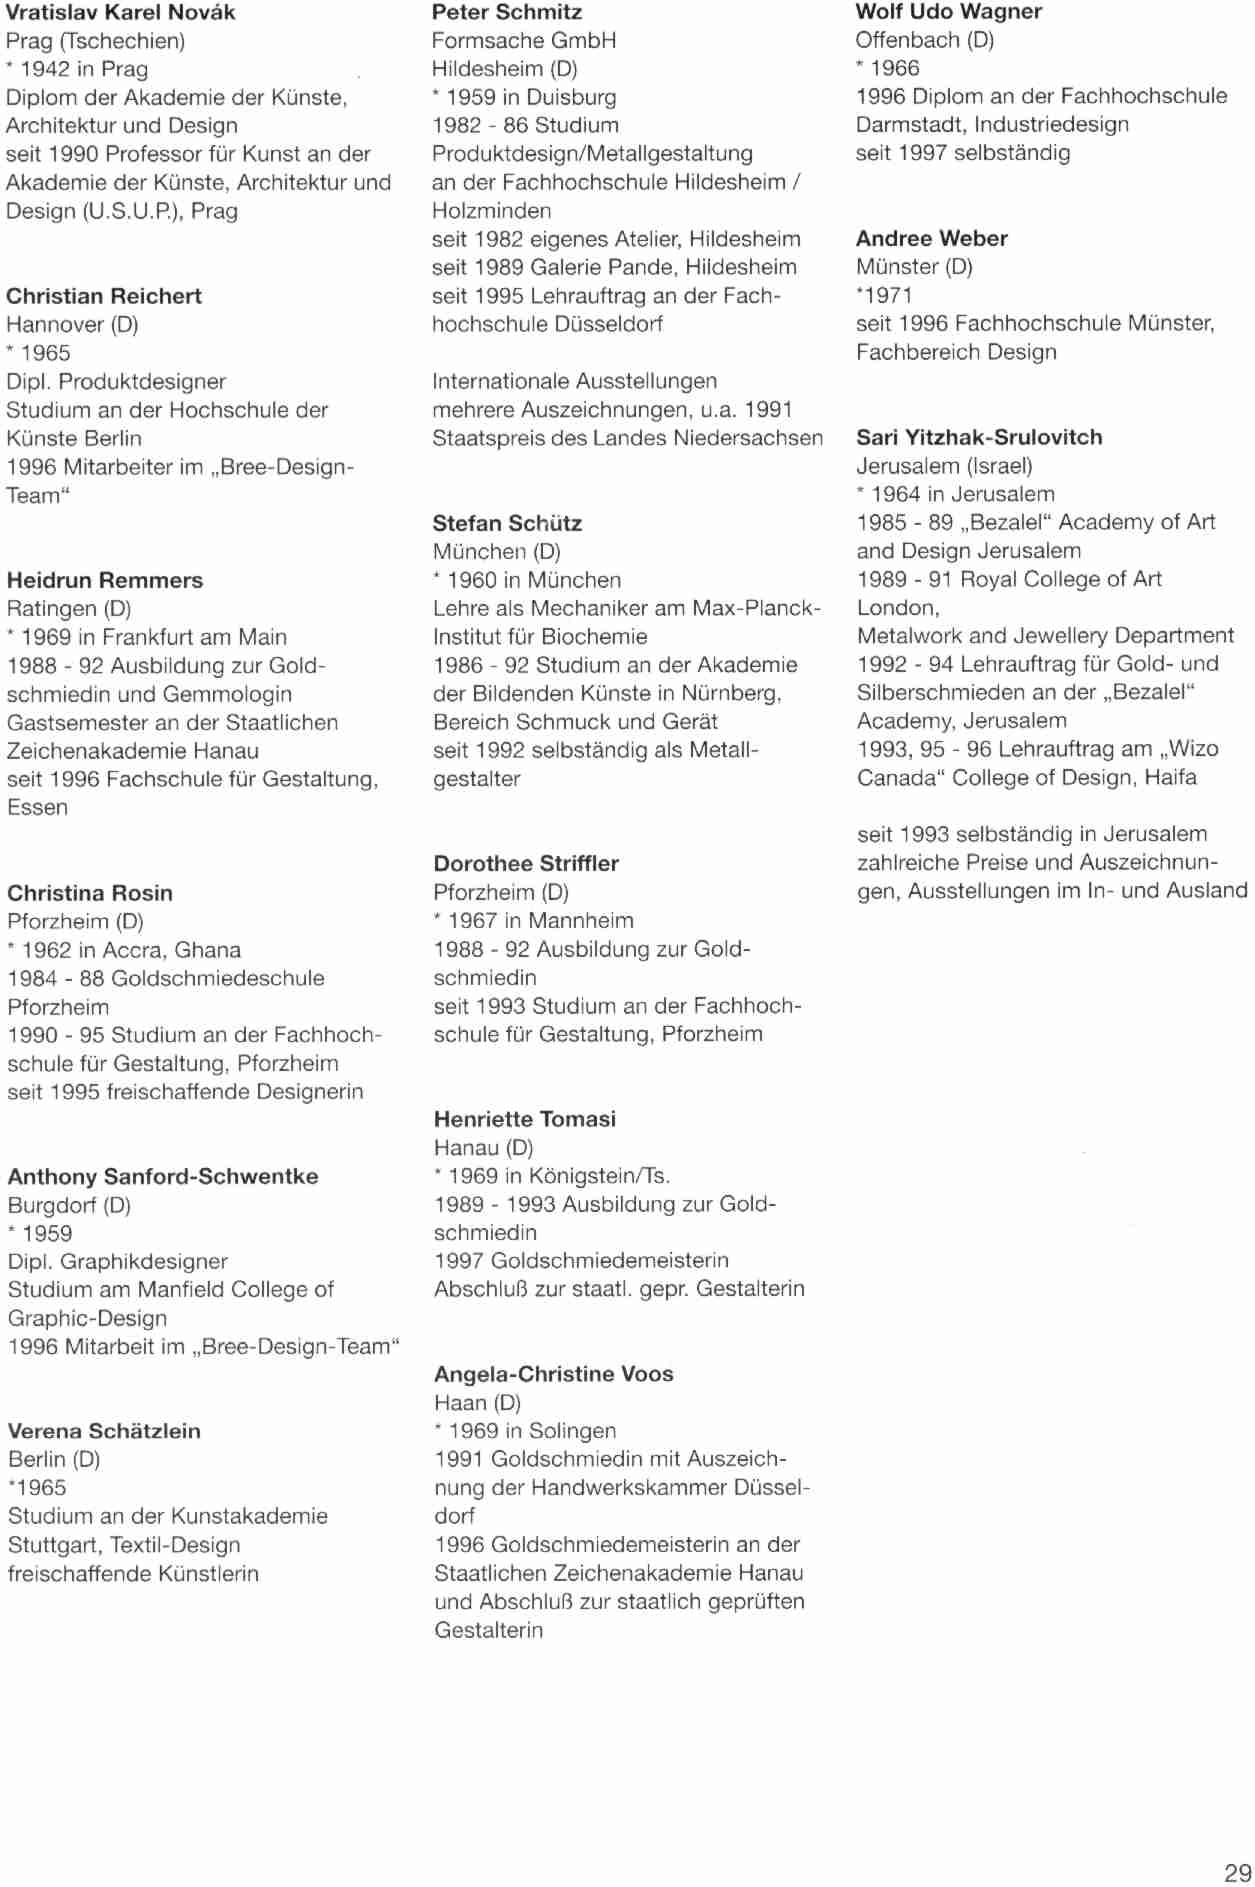 Vratislav Karel Novák
Prag (Tschechien)
* 1942 in Prag
Diplom der Akademie der Künste,
Architektur und Design
seit 1990 Professor für Kunst an der
Akademie der Künste, Architektur und
Design (U.S.U.P.), Prag

Christian Reichert
Hannover (D)
* 1965
Dipl. Produktdesigner
Studium an der Hochschule der
Künste Berlin
1996 Mitarbeiter im „Bree-Design-
Team“

Heidrun Remmers
Ratingen (D)
* 1969 in Frankfurt am Main
1988 - 92 Ausbildung zur Gold-
schmiedin und Gemmologin
Gastsemester an der Staatlichen
Zeichenakademie Hanau
seit 1996 Fachschule für Gestaltung,
Essen

Christina Rosin
Pforzheim (D)
* 1962 in Accra, Ghana
1984 - 88 Goldschmiedeschule
Pforzheim
1990 - 95 Studium an der Fachhoch-
schule für Gestaltung, Pforzheim
seit 1995 freischaffende Designerin

Anthony Sanford-Schwentke
Burgdorf (D)
* 1959
Dipl. Graphikdesigner
Studium am Manfield College of
Graphic-Design
1996 Mitarbeit im „Bree-Design-Team“

Verena Schätzlein
Berlin (D)
*1965
Studium an der Kunstakademie
Stuttgart, Textil-Design
freischaffende Künstlerin

Peter Schmitz
Formsache GmbH
Hildesheim (D)
* 1959 in Duisburg
1982 - 86 Studium
Produktdesign/Metallgestaltung
an der Fachhochschule Hildesheim /
Holzminden
seit 1982 eigenes Atelier, Hildesheim
seit 1989 Galerie Pande, Hildesheim
seit 1995 Lehrauftrag an der Fach-
hochschule Düsseldorf

Internationale Ausstellungen
mehrere Auszeichnungen, u.a. 1991
Staatspreis des Landes Niedersachsen

Stefan Schütz
München (D)
* 1960 in München
Lehre als Mechaniker am Max-Planck-
Institut für Biochemie
1986 - 92 Studium an der Akademie
der Bildenden Künste in Nürnberg,
Bereich Schmuck und Gerät
seit 1992 selbständig als Metall-
gestalter

Dorothee Striffler
Pforzheim (D)
* 1967 in Mannheim
1988 - 92 Ausbildung zur Gold-
schmiedin
seit 1993 Studium an der Fachhoch-
schule für Gestaltung, Pforzheim

Henriette Tomasi
Hanau (D)
* 1969 in Königstein/Ts.
1989 - 1993 Ausbildung zur Gold-
schmiedin
1997 Goldschmiedemeisterin
Abschluß zur staatl. gepr. Gestalterin

Angela-Christine Voos
Haan (D)
* 1969 in Solingen
1991 Goldschmiedin mit Auszeich-
nung der Handwerkskammer Düssel-
dorf
1996 Goldschmiedemeisterin an der
Staatlichen Zeichenakademie Hanau
und Abschluß zur staatlich geprüften
Gestalterin

Wolf Udo Wagner
Offenbach (D)
* 1966
1996 Diplom an der Fachhochschule
Darmstadt, Industriedesign
seit 1997 selbständig

Andree Weber
Münster (D)
*1971
seit 1996 Fachhochschule Münster,
Fachbereich Design

Sari Yitzhak-Srulovitch
Jerusalem (Israel)
* 1964 in Jerusalem
1985 - 89 „Bezalel“ Academy of Art
and Design Jerusalem
1989 - 91 Royal College of Art
London,
Metalwork and Jewellery Department
1992 - 94 Lehrauftrag für Gold- und
Silberschmieden an der „Bezalel“
Academy, Jerusalem
1993, 95 - 96 Lehrauftrag am „Wizo
Canada“ College of Design, Haifa

seit 1993 selbständig in Jerusalem
zahlreiche Preise und Auszeichnun-
gen, Ausstellungen im In- und Ausland

29